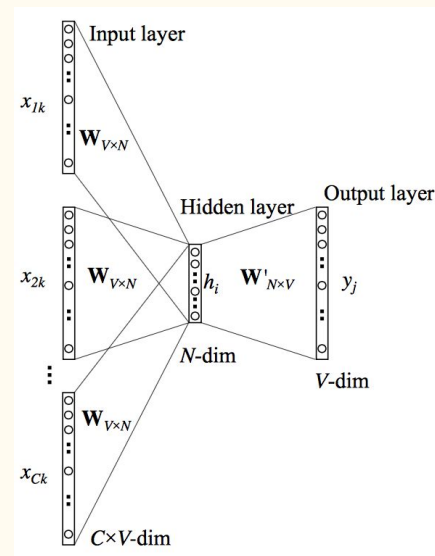 Input layer
x1k
WV×N
Hidden layer
Output layer
x2k
WV×N
hi
W'N×V
yj
N-dim
V-dim
WV×N
xCk
C×V-dim